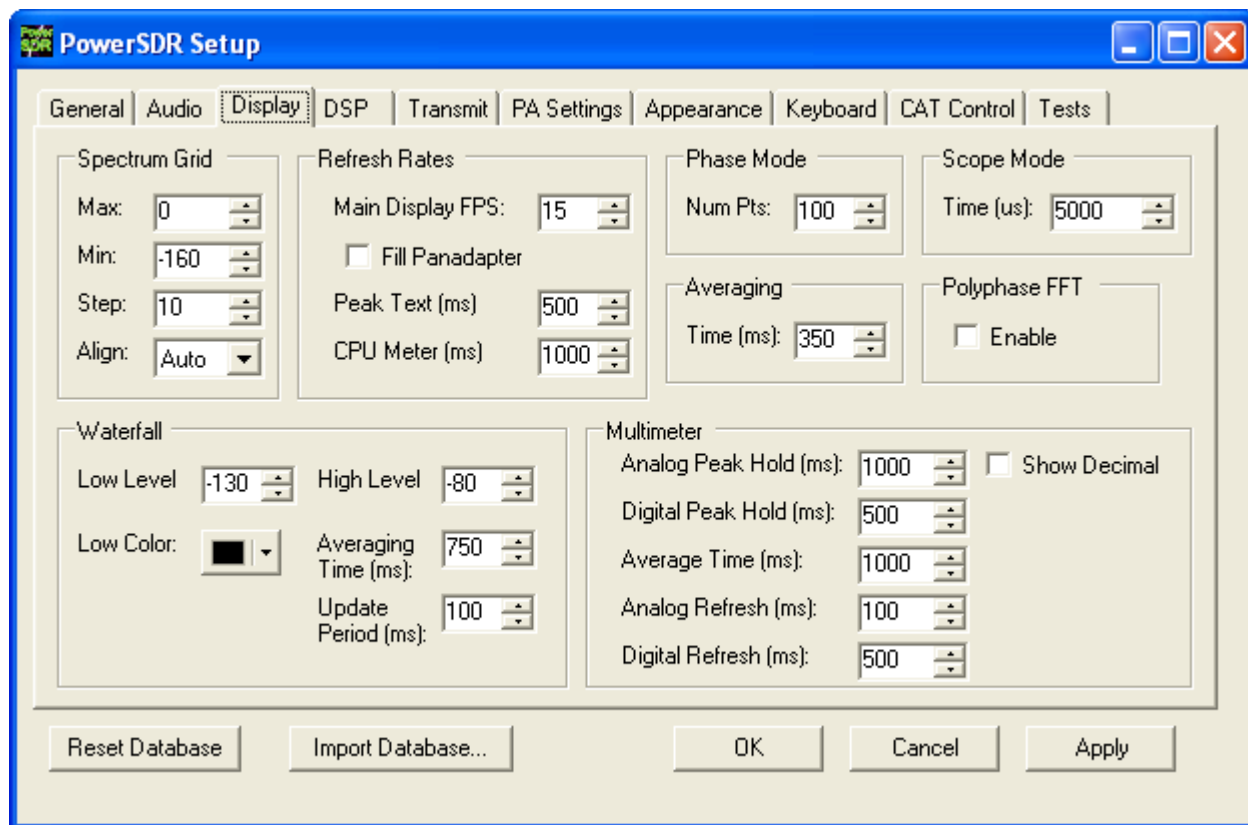 PowerSDR Setup
General Audio Display DSP Transmit PA Settings Appearance Keyboard CAT Control Tests
Spectrum Grid
Max: 0
Min: -160
Step: 10
Align: Auto
Refresh Rates
Main Display FPS: 15
Fill Panadapter
Peak Text (ms) 500
CPU Meter (ms) 1000
Phase Mode
Num Pts: 100
Scope Mode
Time (us): 5000
Averaging
Time (ms): 350
Polyphase FFT
Enable
Waterfall
Low Level -130 High Level -80
Low Color: Averaging
Time (ms): 750
Update
Period (ms): 100
Multimeter
Analog Peak Hold (ms): 1000 Show Decimal
Digital Peak Hold (ms): 500
Average Time (ms): 1000
Analog Refresh (ms): 100
Digital Refresh (ms): 500
Reset Database Import Database... OK Cancel Apply